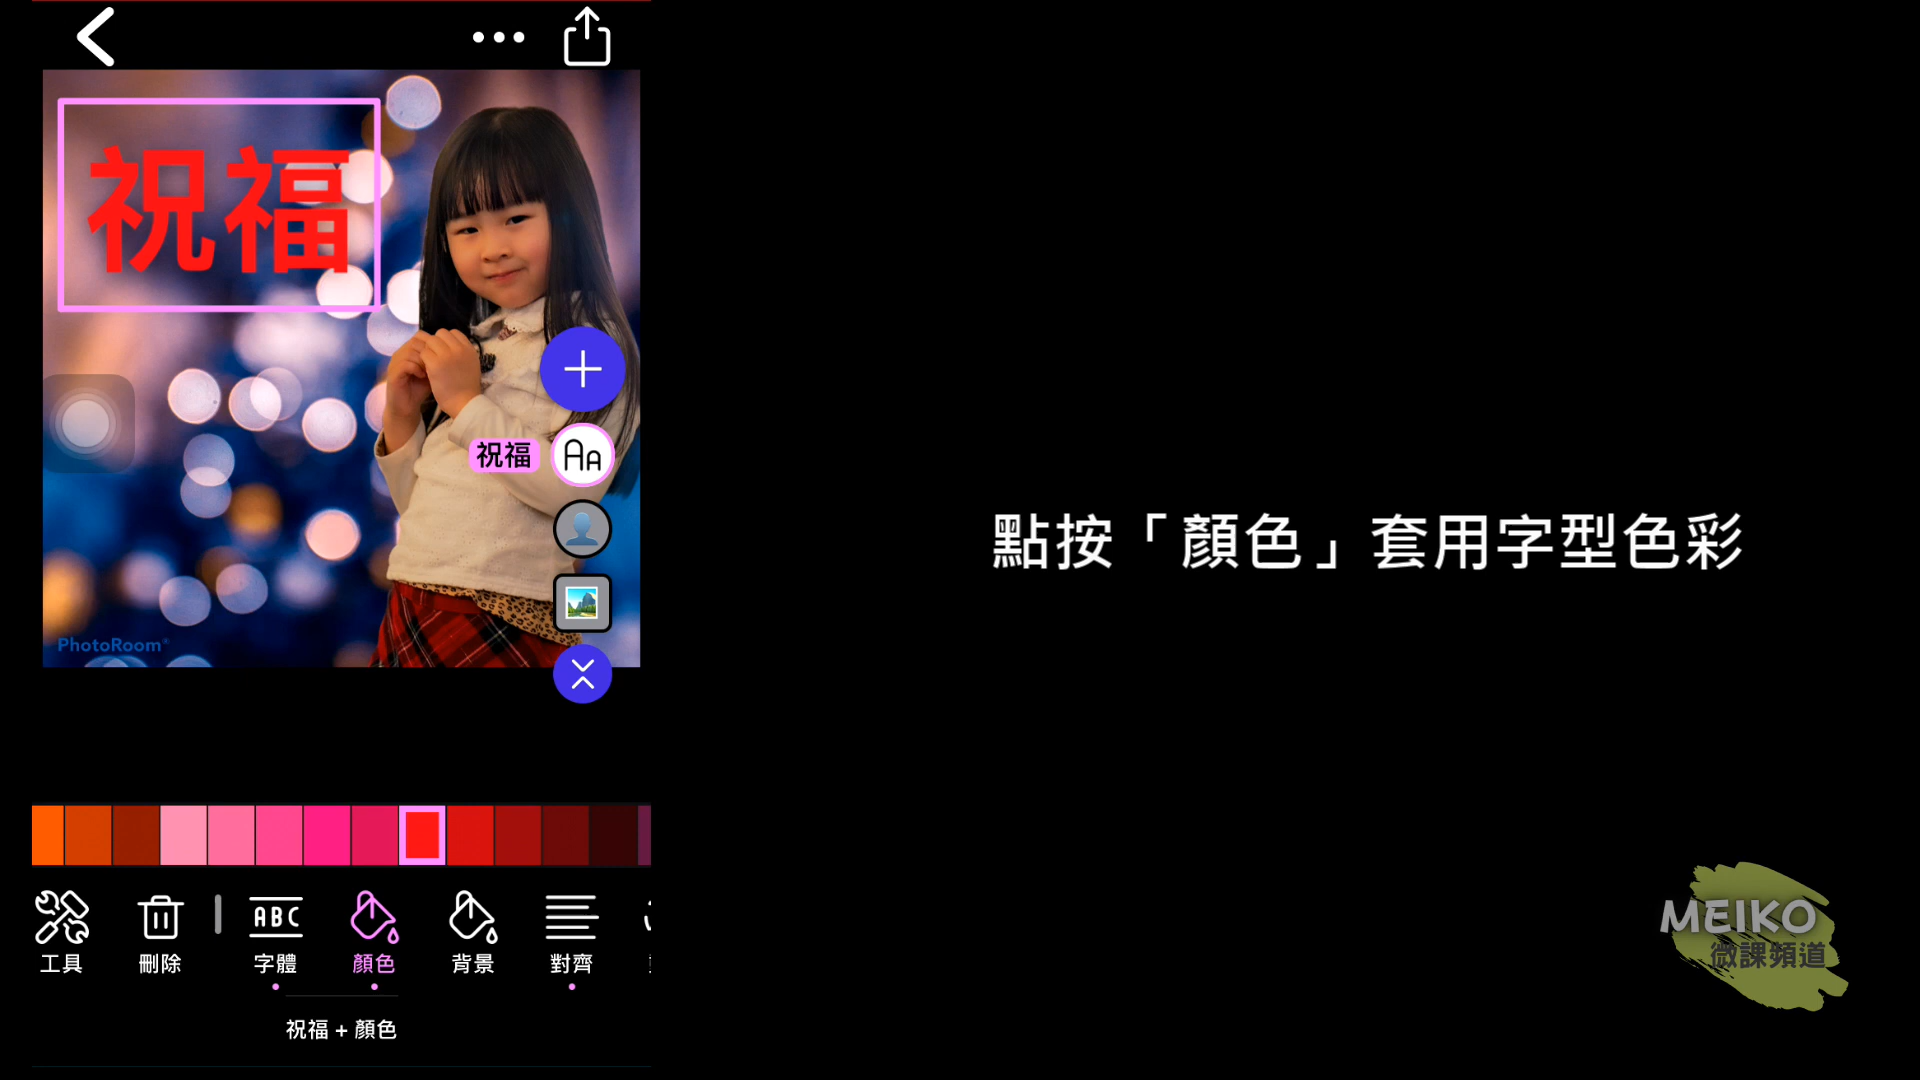 祝福
祝福
Aa
PhotoRoom®
ABC
工具
刪除
字體
顏色
背景
對齊
祝福 + 顏色
點按「顏色」套用字型色彩
MEIKO
微課頻道